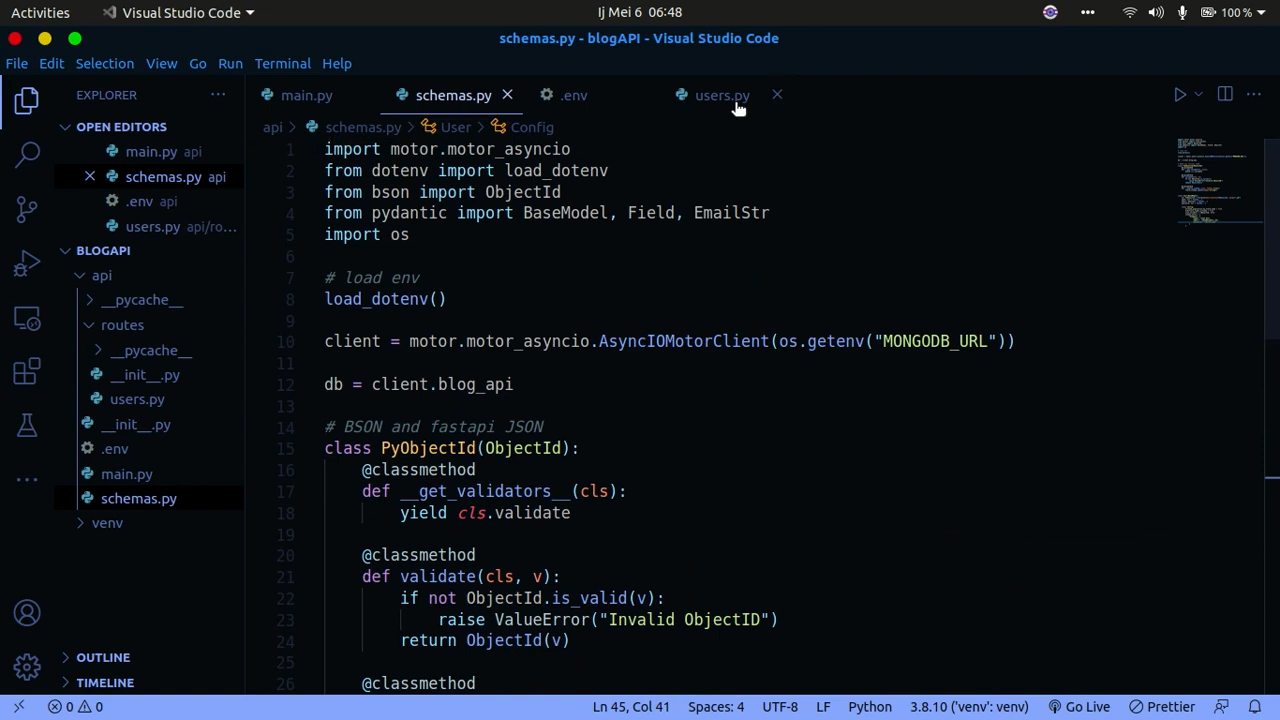 Activities
Visual Studio Code
Ij Mei 6 06:48
100 %
schemas.py - blogAPI - Visual Studio Code
File Edit Selection View Go Run Terminal Help
EXPLORER
OPEN EDITORS
main.py api
schemas.py api
.env api
users.py api/ro...
BLOGAPI
api
__pycache__
routes
__pycache__
__init__.py
users.py
__init__.py
.env
main.py
schemas.py
venv
OUTLINE
TIMELINE
main.py
schemas.py
.env
users.py
api
schemas.py
User
Config
1 import motor.motor_asyncio
2 from dotenv import load_dotenv
3 from bson import ObjectId
4 from pydantic import BaseModel, Field, EmailStr
5 import os
6
7 # load env
8 load_dotenv()
9
10 client = motor.motor_asyncio.AsyncIOMotorClient(os.getenv("MONGODB_URL"))
11
12 db = client.blog_api
13
14 # BSON and fastapi JSON
15 class PyObjectId(ObjectId):
16 @classmethod
17 def __get_validators__(cls):
18 yield cls.validate
19
20 @classmethod
21 def validate(cls, v):
22 if not ObjectId.is_valid(v):
23 raise ValueError("Invalid ObjectID")
24 return ObjectId(v)
25
26 @classmethod
0 0
Ln 45, Col 41
Spaces: 4
UTF-8
LF
Python
3.8.10 ('venv': venv)
Go Live
Prettier